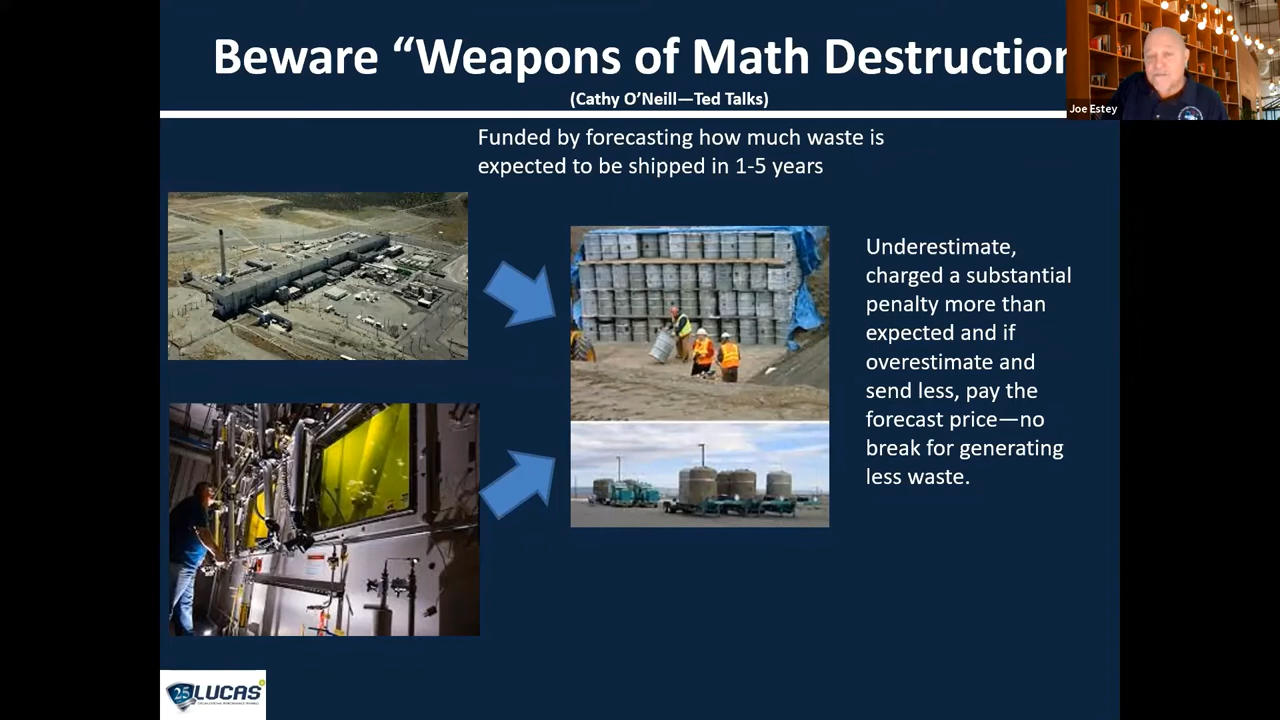 Beware “Weapons of Math Destruction
(Cathy O’Neill—Ted Talks)
Joe Estey
Funded by forecasting how much waste is
expected to be shipped in 1-5 years
Underestimate,
charged a substantial
penalty more than
expected and if
overestimate and
send less, pay the
forecast price—no
break for generating
less waste.
25 LUCAS